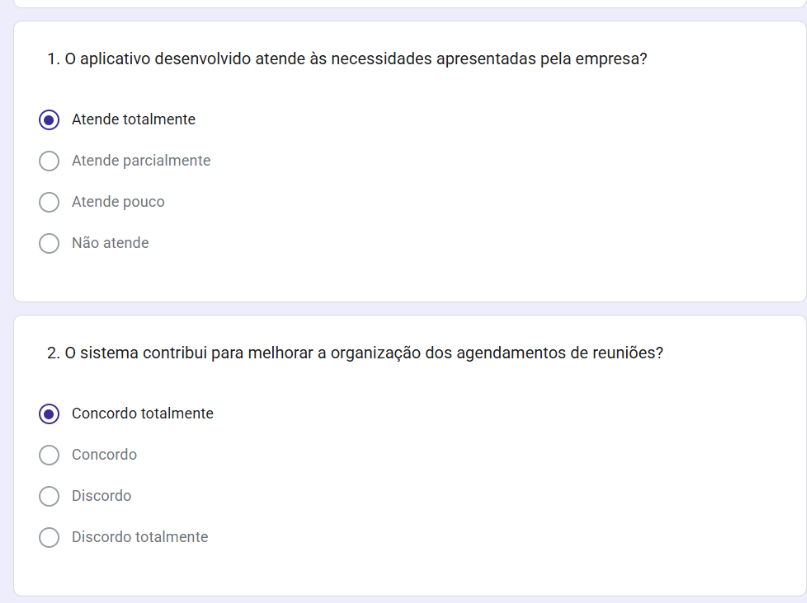 1. O aplicativo desenvolvido atende às necessidades apresentadas pela empresa?
Atende totalmente
Atende parcialmente
Atende pouco
Não atende
2. O sistema contribui para melhorar a organização dos agendamentos de reuniões?
Concordo totalmente
Concordo
Discordo
Discordo totalmente